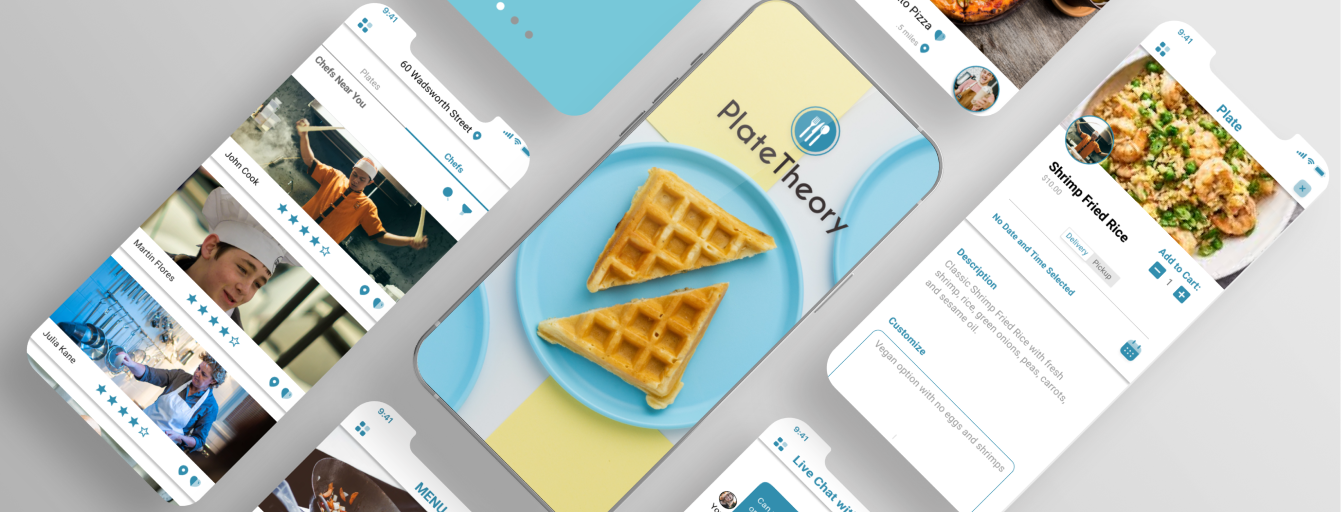 9:41
60 Wadsworth Street
Plates
Chefs
Chefs Near You
John Cook
Martin Flores
Julia Kane
9:41
MENU
PlateTheory
Pizza
.5 miles
9:41
Live Chat with
Can
9:41
Plate
Shrimp Fried Rice
$10.00
Add to Cart:
1
Delivery
Pickup
No Date and Time Selected
Description
Classic Shrimp Fried Rice with fresh
shrimp, rice, green onions, peas, carrots,
and sesame oil.
Customize
Vegan option with no eggs and shrimps